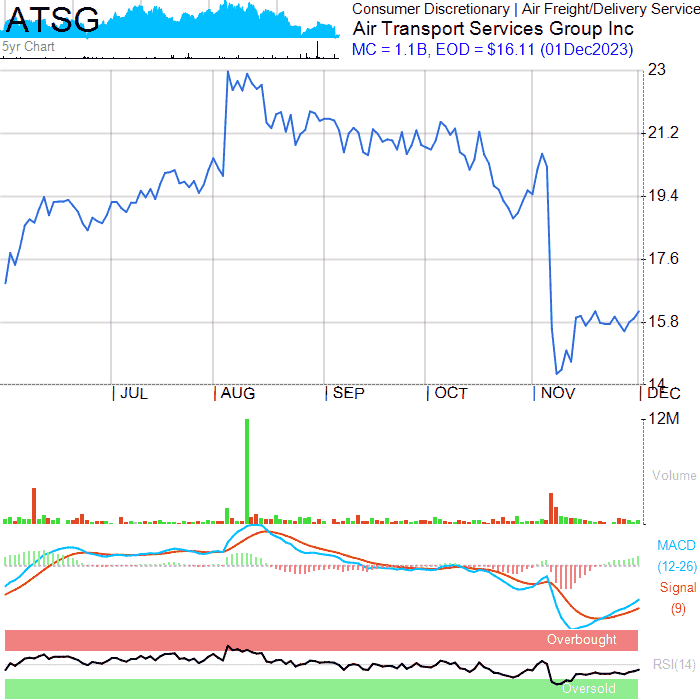 ATSG
5yr Chart
Consumer Discretionary | Air Freight/Delivery Service
Air Transport Services Group Inc
MC = 1.1B, EOD = $16.11 (01Dec2023)
23
21.2
19.4
17.6
15.8
14
JUL
AUG
SEP
OCT
NOV
DEC
12M
Volume
MACD
(12-26)
Signal
(9)
Overbought
RSI(14)
Oversold